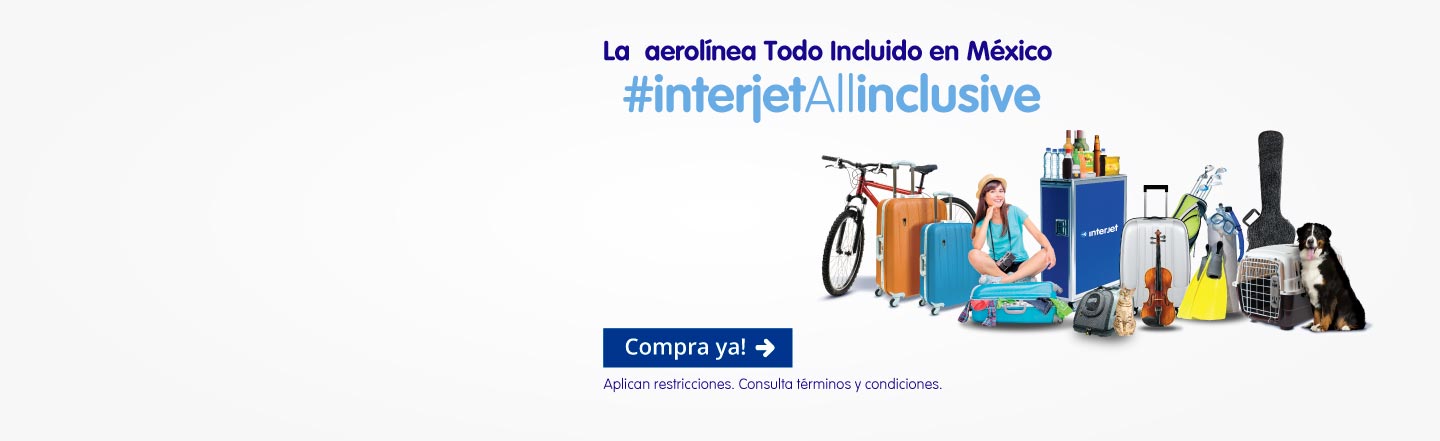 La aerolínea Todo Incluido en México
#interjetAllinclusive
interjet
Compra ya!
Aplican restricciones. Consulta términos y condiciones.